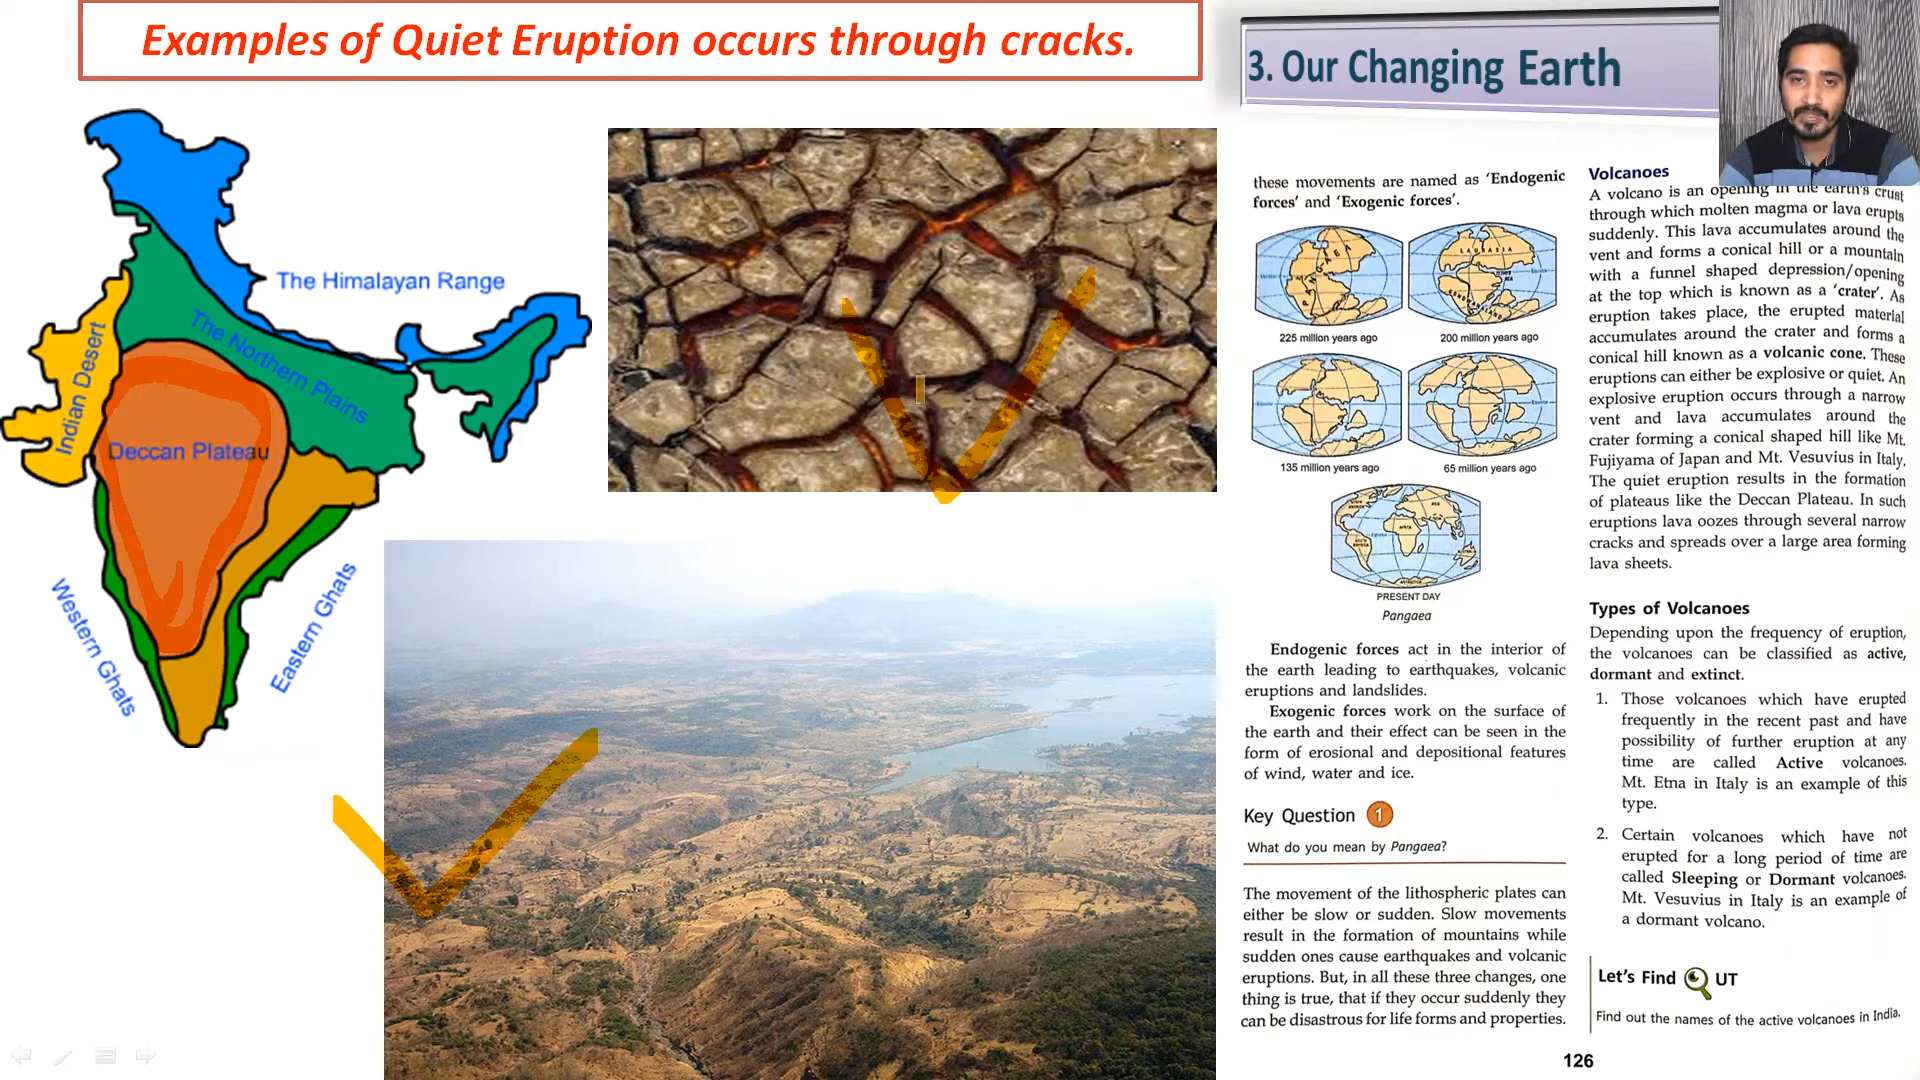 Examples of Quiet Eruption occurs through cracks.
The Himalayan Range
The Northern Plains
Indian Desert
Deccan Plateau
Western Ghats
Eastern Ghats
3. Our Changing Earth
these movements are named as ‘Endogenic
forces’ and ‘Exogenic forces’.
PANGAEA
LAURASIA
225 million years ago
200 million years ago
135 million years ago
65 million years ago
PRESENT DAY
Pangaea
Endogenic forces act in the interior of
the earth leading to earthquakes, volcanic
eruptions and landslides.
Exogenic forces work on the surface of
the earth and their effect can be seen in the
form of erosional and depositional features
of wind, water and ice.
Key Question 1
What do you mean by Pangaea?
The movement of the lithospheric plates can
either be slow or sudden. Slow movements
result in the formation of mountains while
sudden ones cause earthquakes and volcanic
eruptions. But, in all these three changes, one
thing is true, that if they occur suddenly they
can be disastrous for life forms and properties.
Volcanoes
A volcano is an opening in the earth's crust
through which molten magma or lava erupts
suddenly. This lava accumulates around the
vent and forms a conical hill or a mountain
with a funnel shaped depression/opening
at the top which is known as a ‘crater’. As
eruption takes place, the erupted material
accumulates around the crater and forms a
conical hill known as a volcanic cone. These
eruptions can either be explosive or quiet. An
explosive eruption occurs through a narrow
vent and lava accumulates around the
crater forming a conical shaped hill like Mt.
Fujiyama of Japan and Mt. Vesuvius in Italy.
The quiet eruption results in the formation
of plateaus like the Deccan Plateau. In such
eruptions lava oozes through several narrow
cracks and spreads over a large area forming
lava sheets.
Types of Volcanoes
Depending upon the frequency of eruption,
the volcanoes can be classified as active,
dormant and extinct.
1. Those volcanoes which have erupted
frequently in the recent past and have
possibility of further eruption at any
time are called Active volcanoes.
Mt. Etna in Italy is an example of this
type.
2. Certain volcanoes which have not
erupted for a long period of time are
called Sleeping or Dormant volcanoes.
Mt. Vesuvius in Italy is an example of
a dormant volcano.
Let's Find UT
Find out the names of the active volcanoes in India.
126